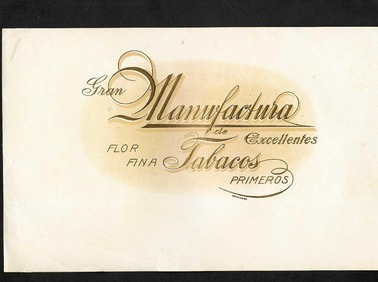 Gran Manufactura
de Excellentes
FLOR FINA Tabacos
PRIMEROS